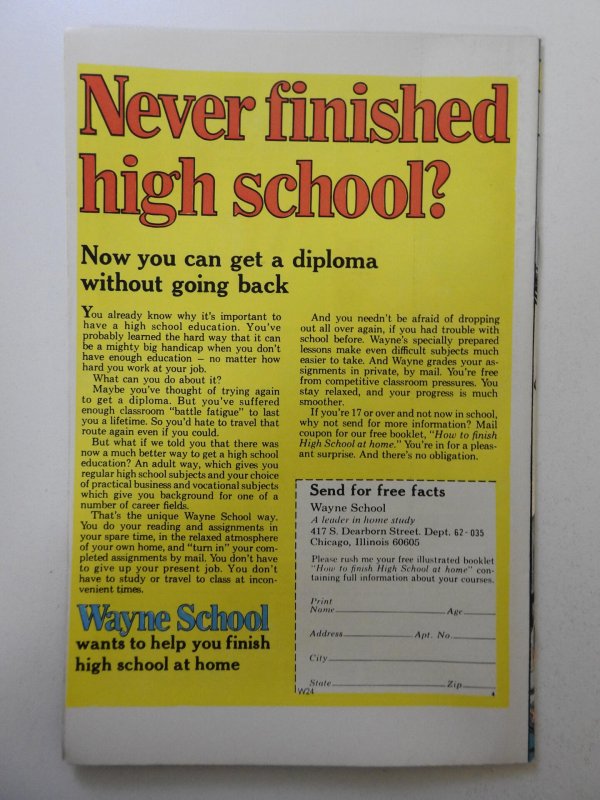 Never finished
high school?
Now you can get a diploma
without going back
You already know why it's important to
have a high school education. You've
probably learned the hard way that it can
be a mighty big handicap when you don't
have enough education – no matter how
hard you work at your job.
What can you do about it?
Maybe you've thought of trying again
to get a diploma. But you've suffered
enough classroom "battle fatigue" to last
you a lifetime. So you'd hate to travel that
route again even if you could.
But what if we told you that there was
now a much better way to get a high school
education? An adult way, which gives you
regular high school subjects and your choice
of practical business and vocational subjects
which give you background for one of a
number of career fields.
That's the unique Wayne School way.
You do your reading and assignments in
your spare time, in the relaxed atmosphere
of your own home, and "turn in" your com-
pleted assignments by mail. You don't have
to give up your present job. You don't
have to study or travel to class at incon-
venient times.
Wayne School
wants to help you finish
high school at home
And you needn't be afraid of dropping
out all over again, if you had trouble with
school before. Wayne's specially prepared
lessons make even difficult subjects much
easier to take. And Wayne grades your as-
signments in private, by mail. You're free
from competitive classroom pressures. You
stay relaxed, and your progress is much
smoother.
If you're 17 or over and not now in school,
why not send for more information? Mail
coupon for our free booklet, "How to finish
High School at home." You're in for a pleas-
ant surprise. And there's no obligation.
Send for free facts
Wayne School
A leader in home study
417 S. Dearborn Street. Dept. 62-035
Chicago, Illinois 60605
Please rush me your free illustrated booklet
"How to finish High School at home" con-
taining full information about your courses.
Print
Name Age
Address Apt. No.
City
State Zip
W24